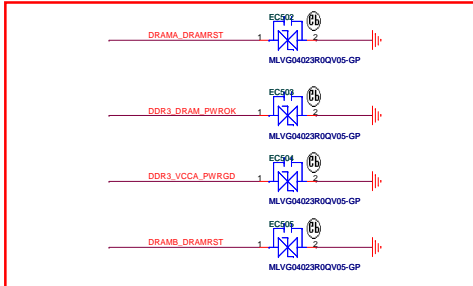 EC502
DRAMA_DRAMRST
1
2
MLVG04023R0QV05-GP
EC503
DDR3_DRAM_PWROK
1
2
MLVG04023R0QV05-GP
EC504
DDR3_VCCA_PWRGD
1
2
MLVG04023R0QV05-GP
EC505
DRAMB_DRAMRST
1
2
MLVG04023R0QV05-GP